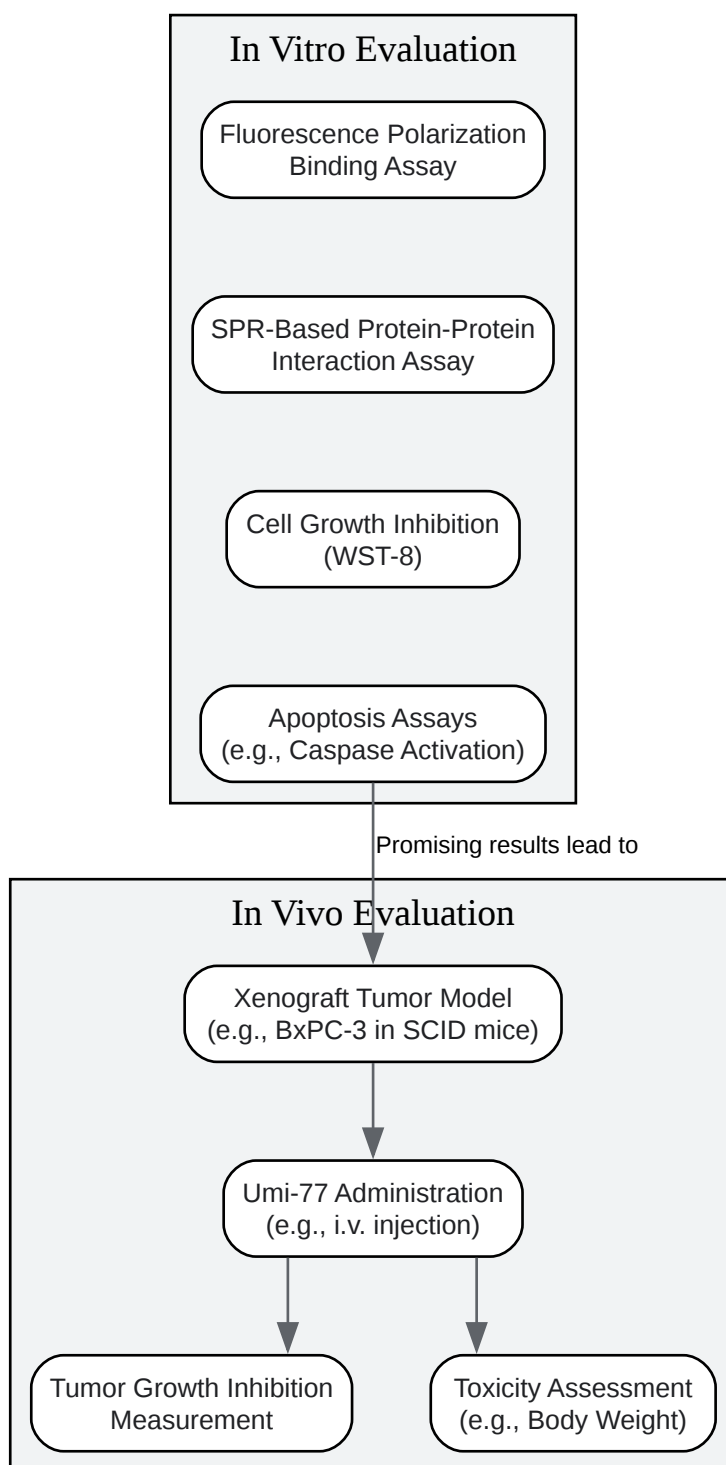 In Vitro Evaluation
Fluorescence Polarization
Binding Assay
SPR-Based Protein-Protein
Interaction Assay
Cell Growth Inhibition
(WST-8)
Apoptosis Assays
(e.g., Caspase Activation)
Promising results lead to
In Vivo Evaluation
Xenograft Tumor Model
(e.g., BxPC-3 in SCID mice)
Umi-77 Administration
(e.g., i.v. injection)
Tumor Growth Inhibition
Measurement
Toxicity Assessment
(e.g., Body Weight)